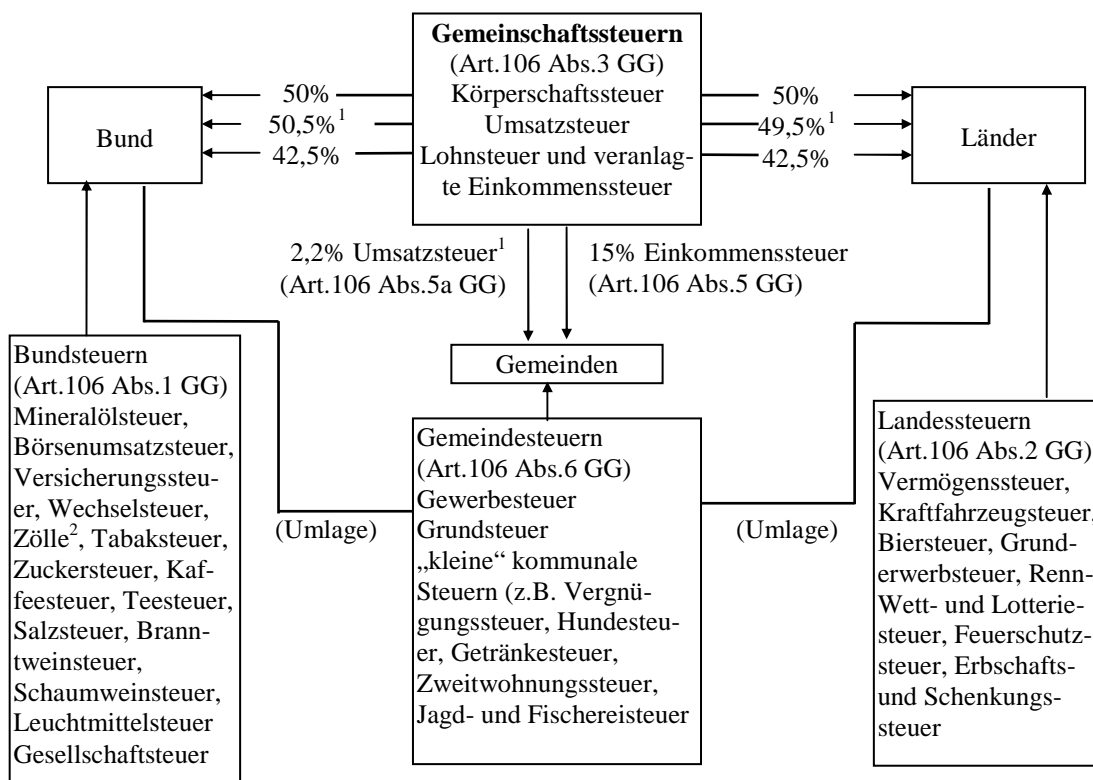 Gemeinschaftssteuern
(Art.106 Abs.3 GG)
Körperschaftssteuer
Umsatzsteuer
Lohnsteuer und veranlag-
te Einkommenssteuer
Bund
50%
50,5%¹
42,5%
50%
49,5%¹
42,5%
Länder
2,2% Umsatzsteuer¹
(Art.106 Abs.5a GG)
15% Einkommenssteuer
(Art.106 Abs.5 GG)
Gemeinden
Bundsteuern
(Art.106 Abs.1 GG)
Mineralölsteuer,
Börsenumsatzsteuer,
Versicherungssteu-
er, Wechselsteuer,
Zölle², Tabaksteuer,
Zuckersteuer, Kaf-
feesteuer, Teesteuer,
Salzsteuer, Brann-
tweinsteuer,
Schaumweinsteuer,
Leuchtmittelsteuer
Gesellschaftsteuer
(Umlage)
Gemeindesteuern
(Art.106 Abs.6 GG)
Gewerbesteuer
Grundsteuer
„kleine“ kommunale
Steuern (z.B. Vergnü-
gungssteuer, Hundesteu-
er, Getränkesteuer,
Zweitwohnungssteuer,
Jagd- und Fischereisteuer
(Umlage)
Landessteuern
(Art.106 Abs.2 GG)
Vermögenssteuer,
Kraftfahrzeugsteuer,
Biersteuer, Grund-
erwerbsteuer, Renn-
Wett- und Lotterie-
steuer, Feuerschutz-
steuer, Erbschafts-
und Schenkungs-
steuer